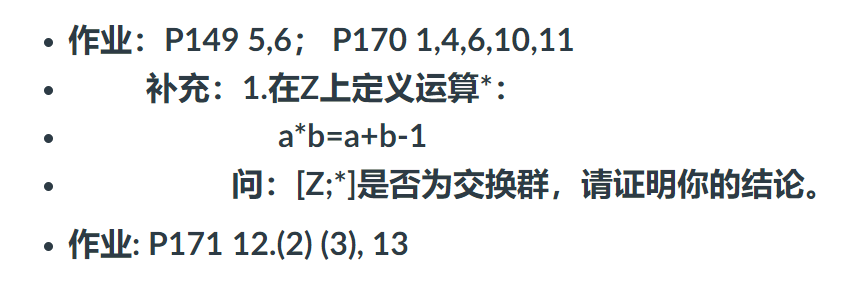 • 作业：P149 5,6； P170 1,4,6,10,11
• 补充：1.在Z上定义运算*：
• a*b=a+b-1
• 问：[Z;*]是否为交换群，请证明你的结论。
• 作业: P171 12.(2) (3), 13